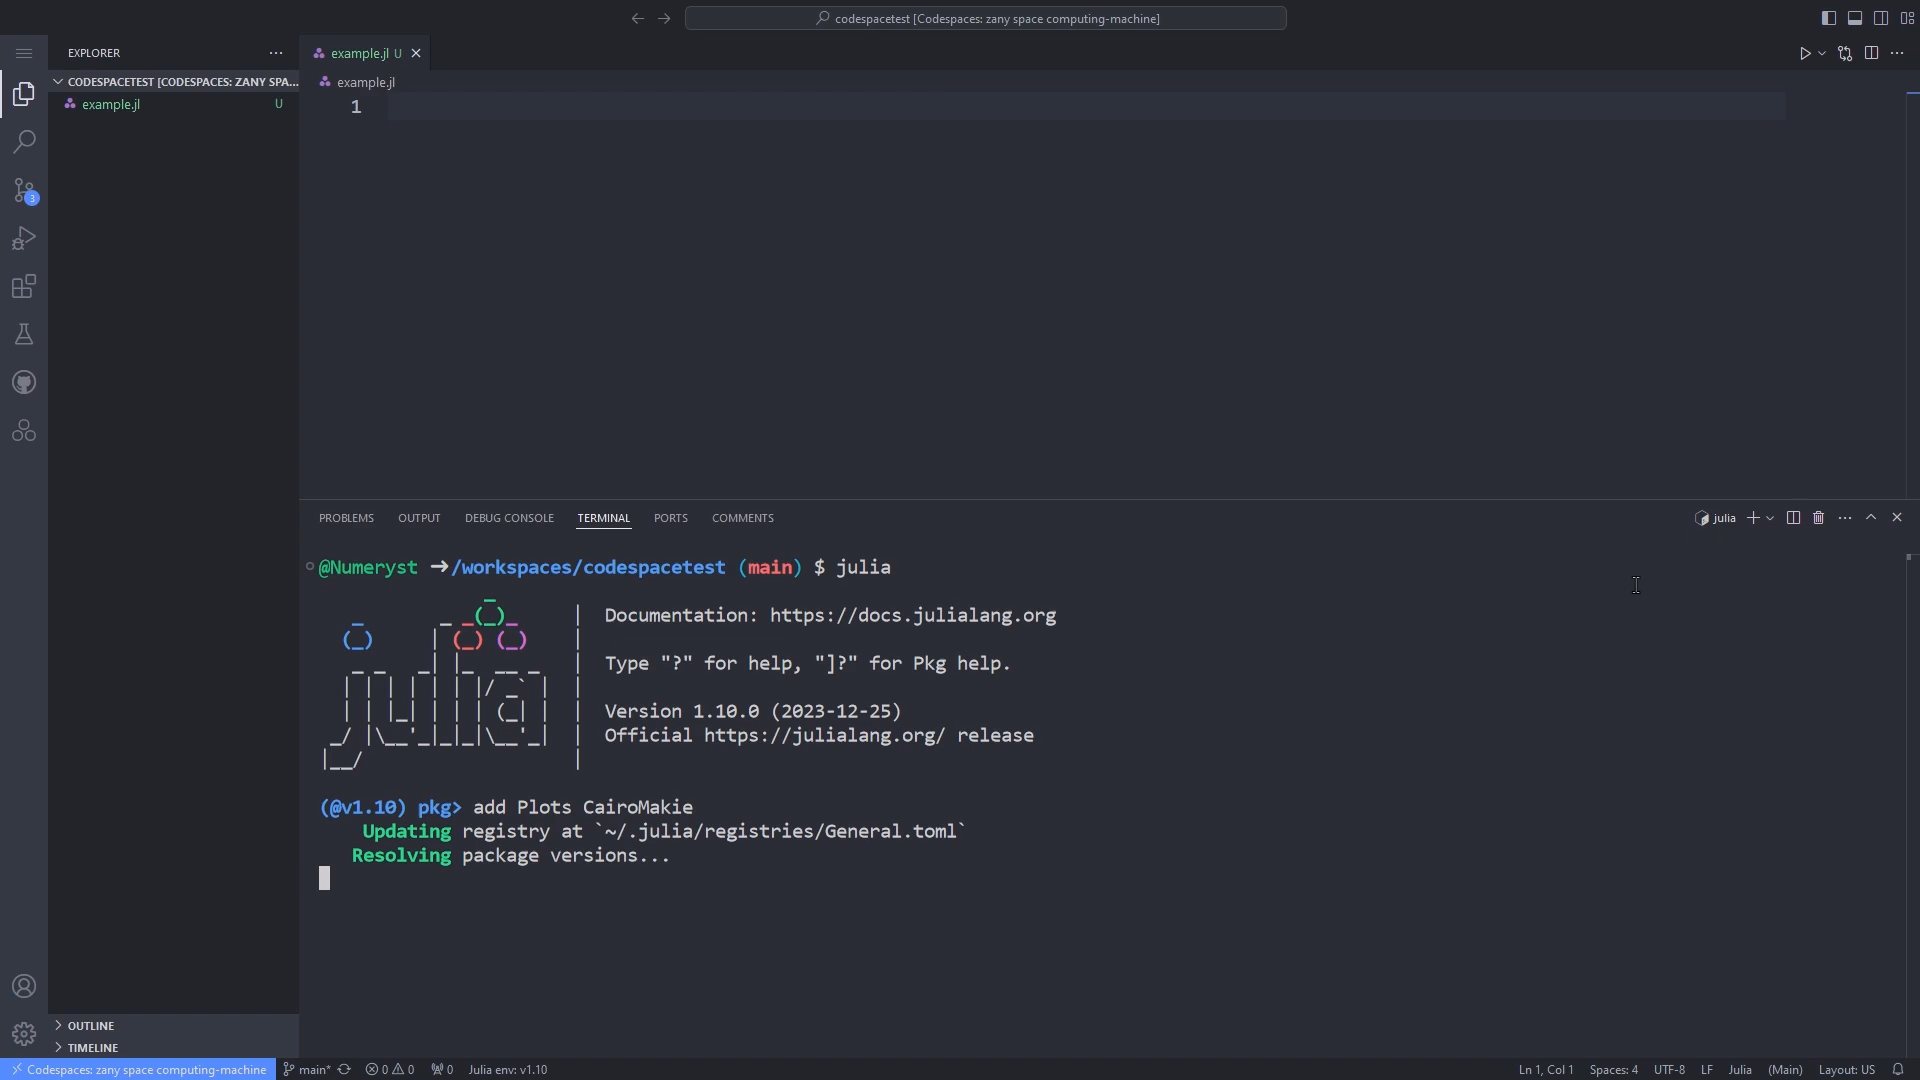 codespacetest [Codespaces: zany space computing-machine]
EXPLORER
CODESPACETEST [CODESPACES: ZANY SPA...
example.jl U
3
example.jl U
example.jl
1
PROBLEMS OUTPUT DEBUG CONSOLE TERMINAL PORTS COMMENTS
julia
@Numeryst ➜/workspaces/codespacetest (main) $ julia
Documentation: https://docs.julialang.org
Type "?" for help, "]?" for Pkg help.
Version 1.10.0 (2023-12-25)
Official https://julialang.org/ release
(@v1.10) pkg> add Plots CairoMakie
Updating registry at `~/.julia/registries/General.toml`
Resolving package versions...
OUTLINE
TIMELINE
Codespaces: zany space computing-machine main* 0 0 0 Julia env: v1.10 Ln 1, Col 1 Spaces: 4 UTF-8 LF Julia (Main) Layout: US